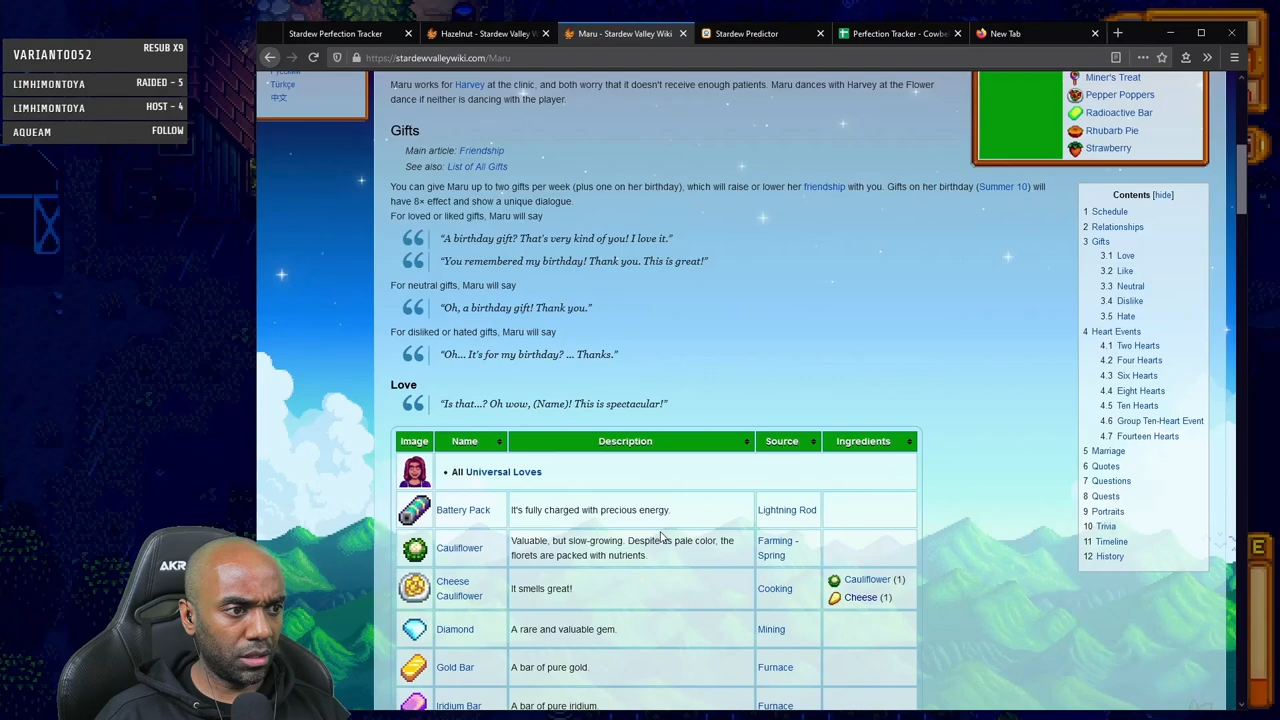 VARIANT0052 RESUB X9
LIMHIMONTOYA RAIDED - 5
LIMHIMONTOYA HOST - 4
AQUEAM FOLLOW
Stardew Perfection Tracker
Hazelnut - Stardew Valley W
Maru - Stardew Valley Wiki
Stardew Predictor
Perfection Tracker - Cowbe
New Tab
https://stardewvalleywiki.com/Maru
Русский
Türkçe
中文
Maru works for Harvey at the clinic, and both worry that it doesn't receive enough patients. Maru dances with Harvey at the Flower
dance if neither is dancing with the player.
Miner's Treat
Pepper Poppers
Radioactive Bar
Rhubarb Pie
Strawberry
Gifts
Main article: Friendship
See also: List of All Gifts
You can give Maru up to two gifts per week (plus one on her birthday), which will raise or lower her friendship with you. Gifts on her birthday (Summer 10) will
have 8× effect and show a unique dialogue.
For loved or liked gifts, Maru will say
“A birthday gift? That's very kind of you! I love it.”
“You remembered my birthday! Thank you. This is great!”
For neutral gifts, Maru will say
“Oh, a birthday gift! Thank you.”
For disliked or hated gifts, Maru will say
“Oh... It's for my birthday? ... Thanks.”
Love
“Is that...? Oh wow, (Name)! This is spectacular!”
Image Name Description Source Ingredients
• All Universal Loves
Battery Pack It's fully charged with precious energy. Lightning Rod
Cauliflower Valuable, but slow-growing. Despite its pale color, the
florets are packed with nutrients. Farming -
Spring
Cheese
Cauliflower It smells great! Cooking Cauliflower (1)
Cheese (1)
Diamond A rare and valuable gem. Mining
Gold Bar A bar of pure gold. Furnace
Iridium Bar A bar of pure iridium. Furnace
Contents [hide]
1 Schedule
2 Relationships
3 Gifts
3.1 Love
3.2 Like
3.3 Neutral
3.4 Dislike
3.5 Hate
4 Heart Events
4.1 Two Hearts
4.2 Four Hearts
4.3 Six Hearts
4.4 Eight Hearts
4.5 Ten Hearts
4.6 Group Ten-Heart Event
4.7 Fourteen Hearts
5 Marriage
6 Quotes
7 Questions
8 Quests
9 Portraits
10 Trivia
11 Timeline
12 History
E